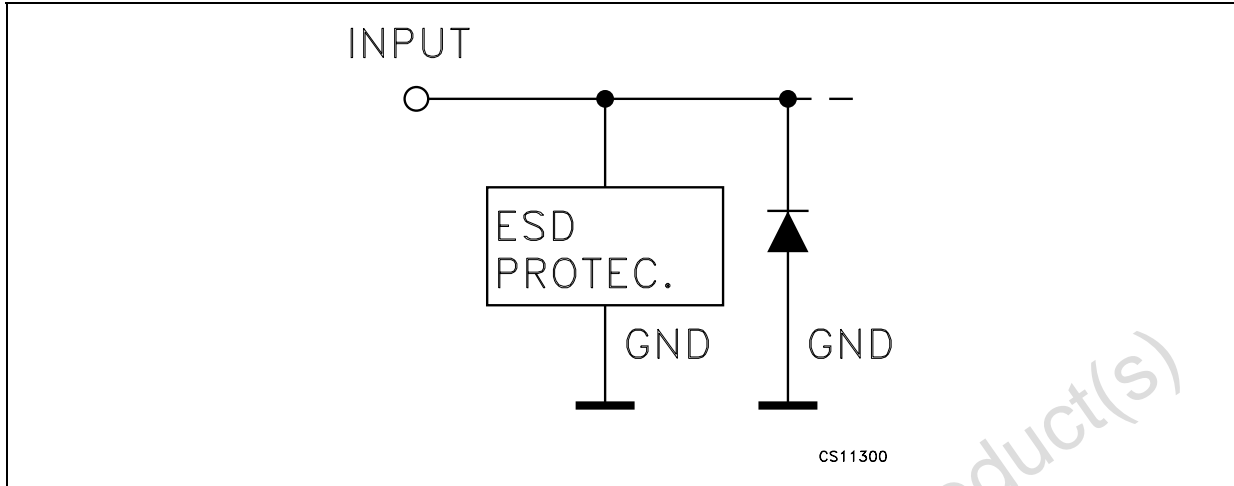 INPUT
ESD
PROTEC.
GND
GND
CS11300